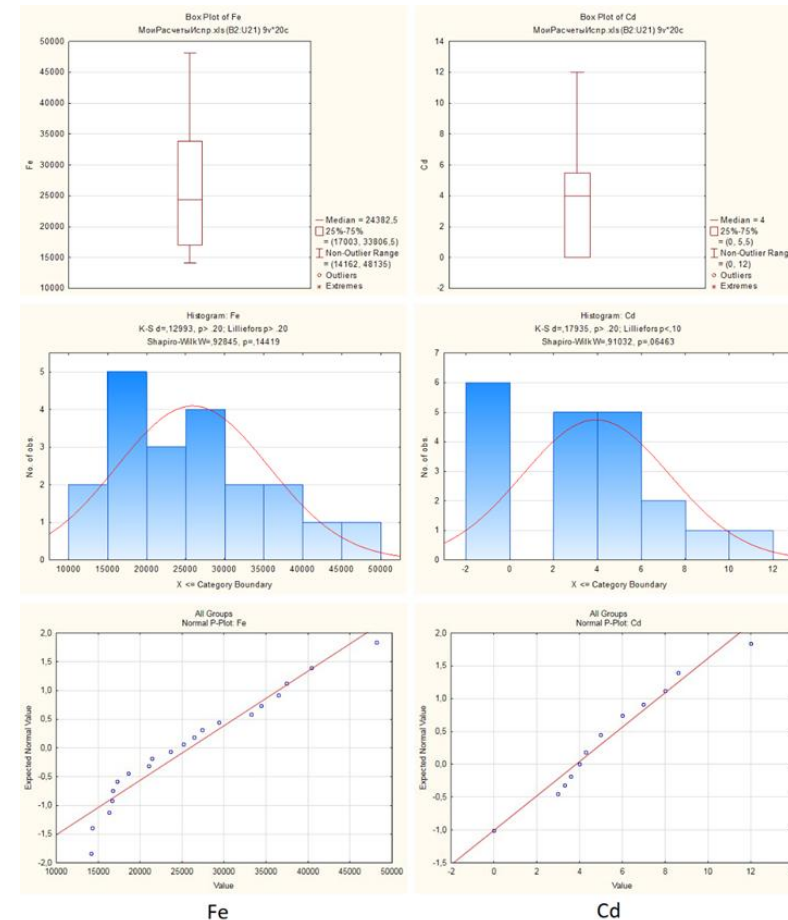 Box Plot of Fe
МоиРасчетыИспр.xls (B2:U21) 9v*20c
50000
45000
40000
35000
30000
25000
20000
15000
10000
Fe
Median = 24382,5
25%-75%
= (17003, 33806,5)
Non-Outlier Range
= (14162, 48135)
Outliers
Extremes
Box Plot of Cd
МоиРасчетыИспр.xls (B2:U21) 9v*20c
14
12
10
8
6
4
2
0
-2
Cd
Median = 4
25%-75%
= (0, 5,5)
Non-Outlier Range
= (0, 12)
Outliers
Extremes
Histogram: Fe
K-S d=,12993, p> .20; Lilliefors p> .20
Shapiro-Wilk W=,92845, p=,14419
5
4
3
2
1
0
No. of obs.
10000 15000 20000 25000 30000 35000 40000 45000 50000
X <= Category Boundary
Histogram: Cd
K-S d=,17935, p> .20; Lilliefors p<,10
Shapiro-Wilk W=,91032, p=,06463
7
6
5
4
3
2
1
0
No. of obs.
-2 0 2 4 6 8 10 12
X <= Category Boundary
All Groups
Normal P-Plot: Fe
2,0
1,5
1,0
0,5
0,0
-0,5
-1,0
-1,5
-2,0
Expected Normal Value
10000 15000 20000 25000 30000 35000 40000 45000 50000
Value
All Groups
Normal P-Plot: Cd
2,0
1,5
1,0
0,5
0,0
-0,5
-1,0
-1,5
Expected Normal Value
-2 0 2 4 6 8 10 12 14
Value
Fe
Cd